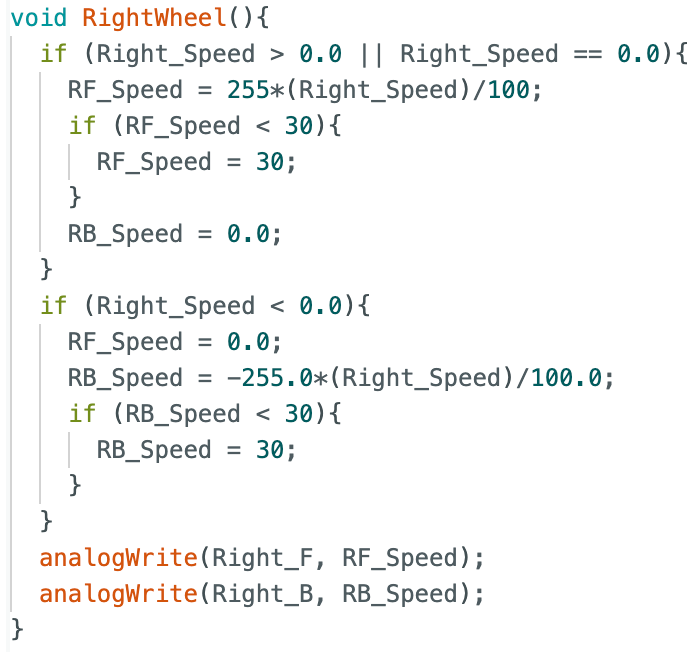 void RightWheel(){
  if (Right_Speed > 0.0 || Right_Speed == 0.0){
    RF_Speed = 255*(Right_Speed)/100;
    if (RF_Speed < 30){
      RF_Speed = 30;
    }
    RB_Speed = 0.0;
  }
  if (Right_Speed < 0.0){
    RF_Speed = 0.0;
    RB_Speed = -255.0*(Right_Speed)/100.0;
    if (RB_Speed < 30){
      RB_Speed = 30;
    }
  }
  analogWrite(Right_F, RF_Speed);
  analogWrite(Right_B, RB_Speed);
}